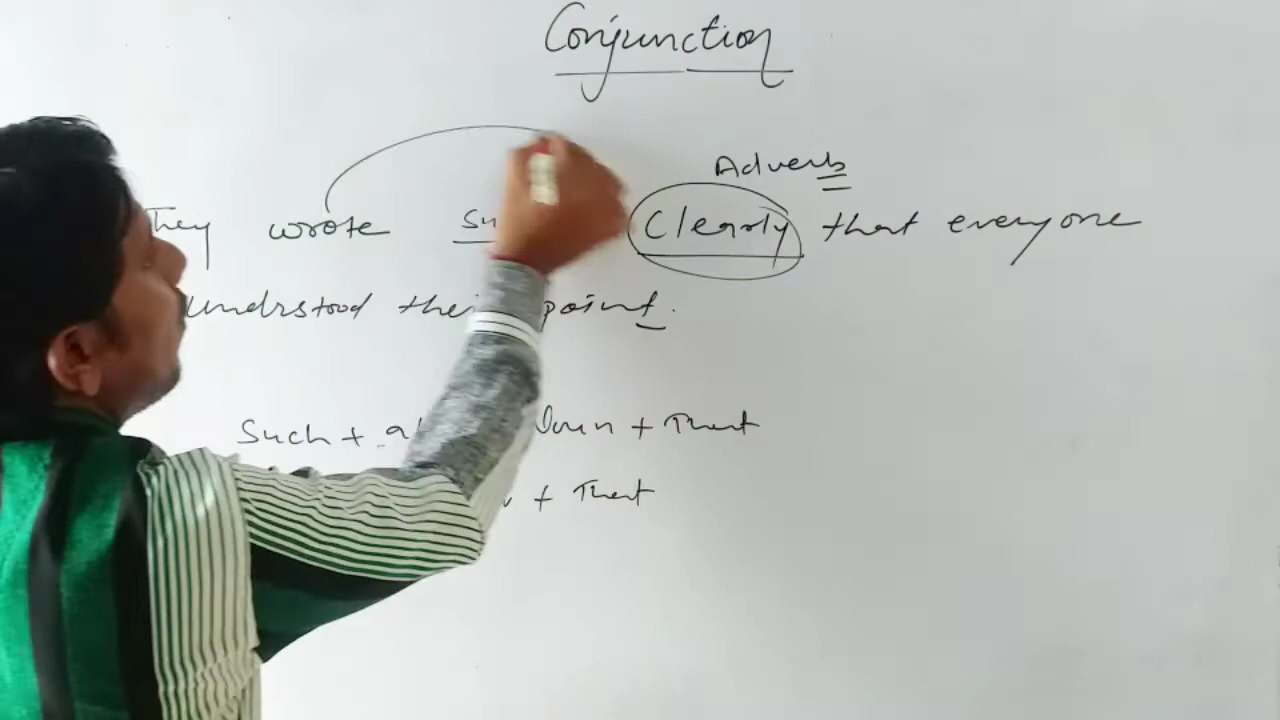 Conjunction
Adverb
They wrote Clearly that everyone
understood point.
Such + + That
+ That